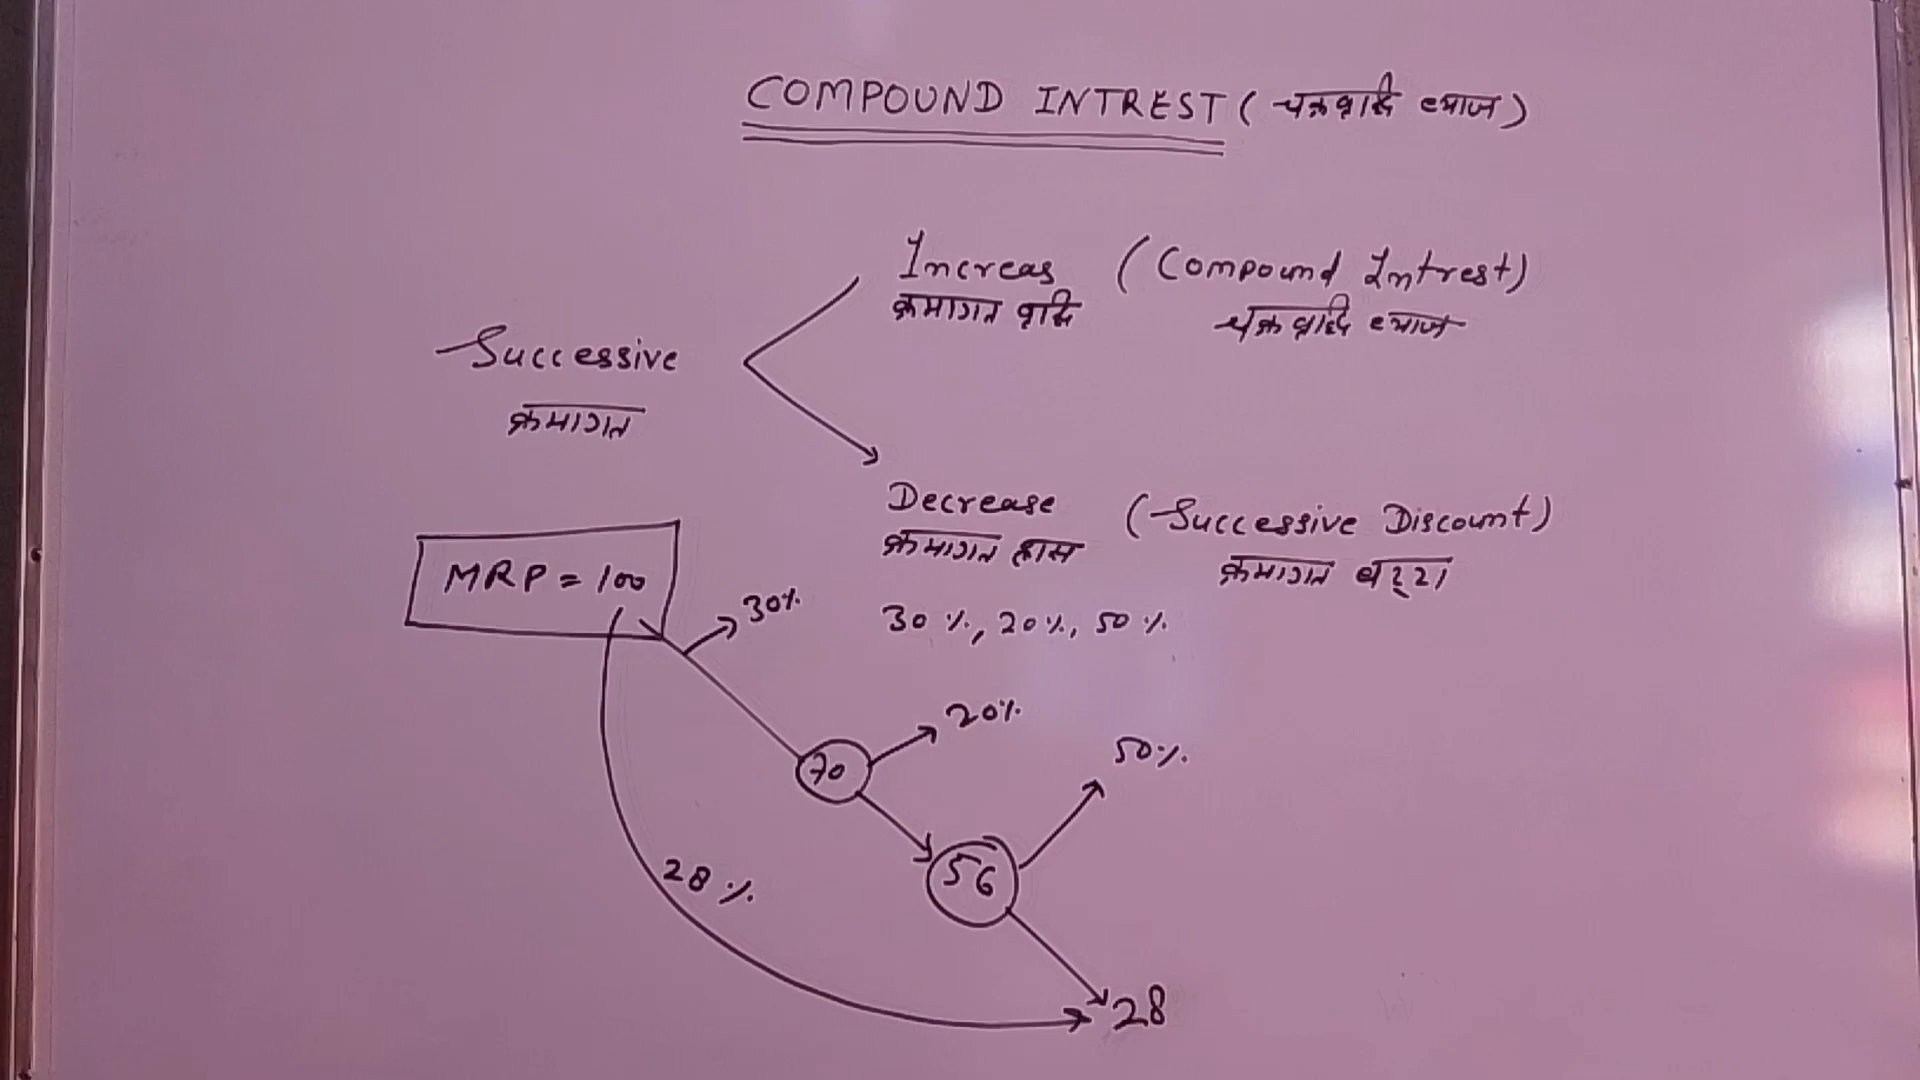 COMPOUND INTREST ( चक्रवृद्धि ब्याज )
Increas ( Compound Intrest )
क्रमागत वृद्धि चक्रवृद्धि ब्याज
Successive
क्रमागत
Decrease ( Successive Discount )
क्रमागत ह्रास क्रमागत बट्टा
MRP = 100
30%
30 %, 20%, 50 %
70
20%
50%
56
28 %
28